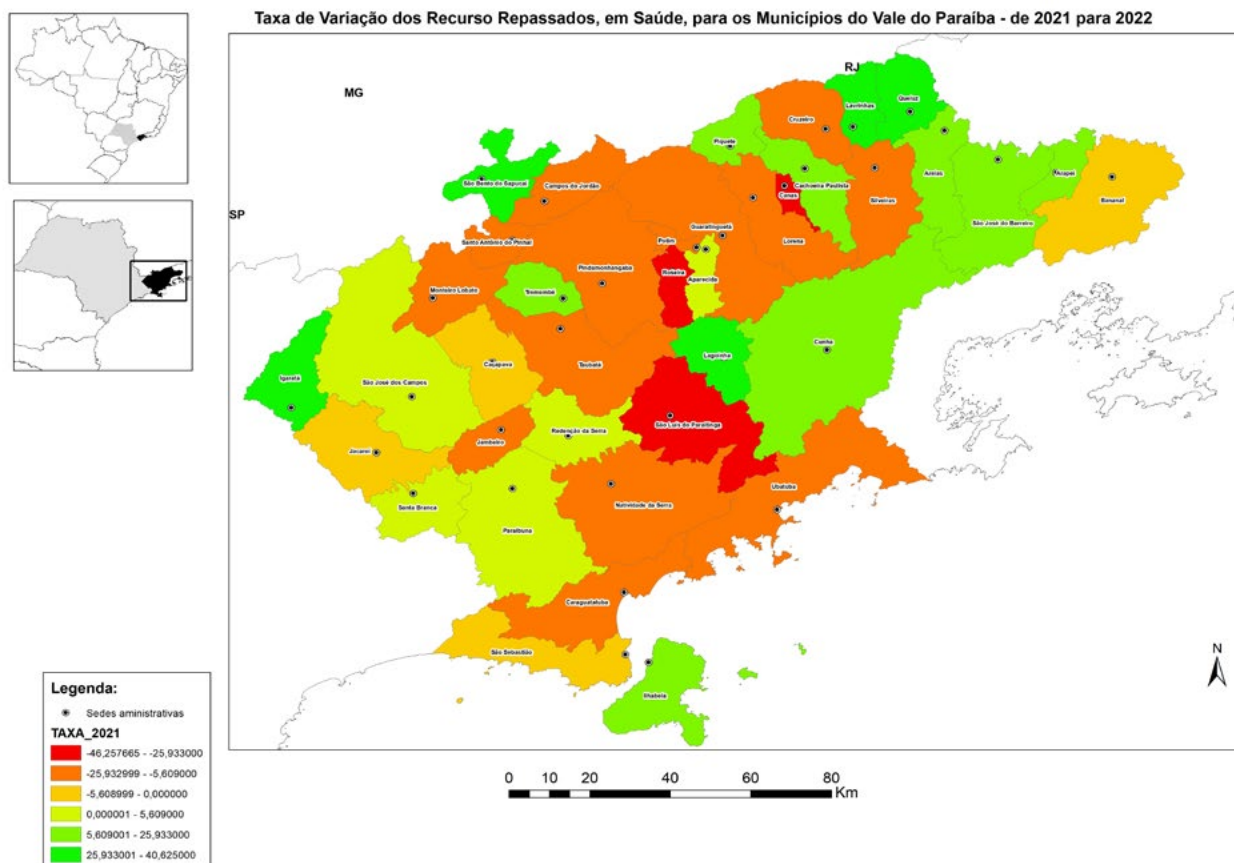 Taxa de Variação dos Recurso Repassados, em Saúde, para os Municípios do Vale do Paraíba - de 2021 para 2022
MG
RJ
SP
Lavrinhas
Queluz
Cruzeiro
Piquete
Cachoeira Paulista
Canas
Silveiras
Areias
Arapeí
São José do Barreiro
Bananal
São Bento do Sapucaí
Campos do Jordão
Santo Antônio do Pinhal
Guaratinguetá
Lorena
Potim
Pindamonhangaba
Roseira
Aparecida
Monteiro Lobato
Tremembé
Taubaté
Lagoinha
Cunha
Caçapava
Igaratá
São José dos Campos
São Luís do Paraitinga
Redenção da Serra
Jambeiro
Jacareí
Santa Branca
Ubatuba
Natividade da Serra
Paraibuna
Caraguatatuba
São Sebastião
Ilhabela
N
Legenda:
Sedes aministrativas
TAXA_2021
-46,257665 - -25,933000
-25,932999 - -5,609000
-5,608999 - 0,000000
0,000001 - 5,609000
5,609001 - 25,933000
25,933001 - 40,625000
0 5 10 20 40 60 80
Km